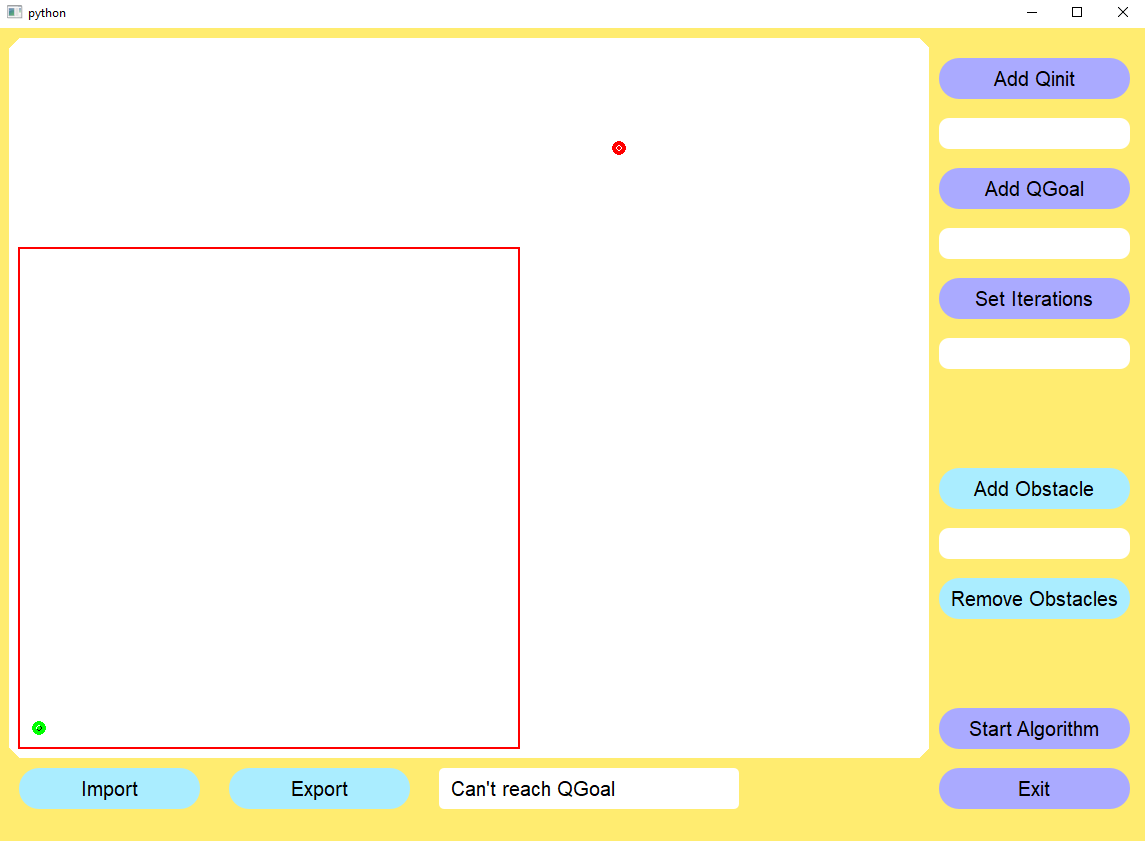 python
Add Qinit
Add QGoal
Set Iterations
Add Obstacle
Remove Obstacles
Start Algorithm
Import
Export
Can't reach QGoal
Exit